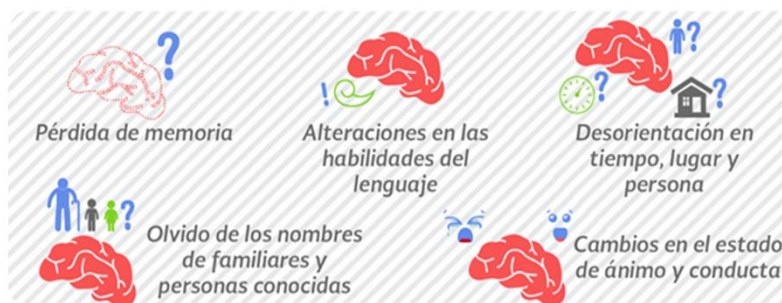 Pérdida de memoria
Alteraciones en las
habilidades del
lenguaje
Desorientación en
tiempo, lugar y
persona
Olvido de los nombres
de familiares y
personas conocidas
Cambios en el estado
de ánimo y conducta